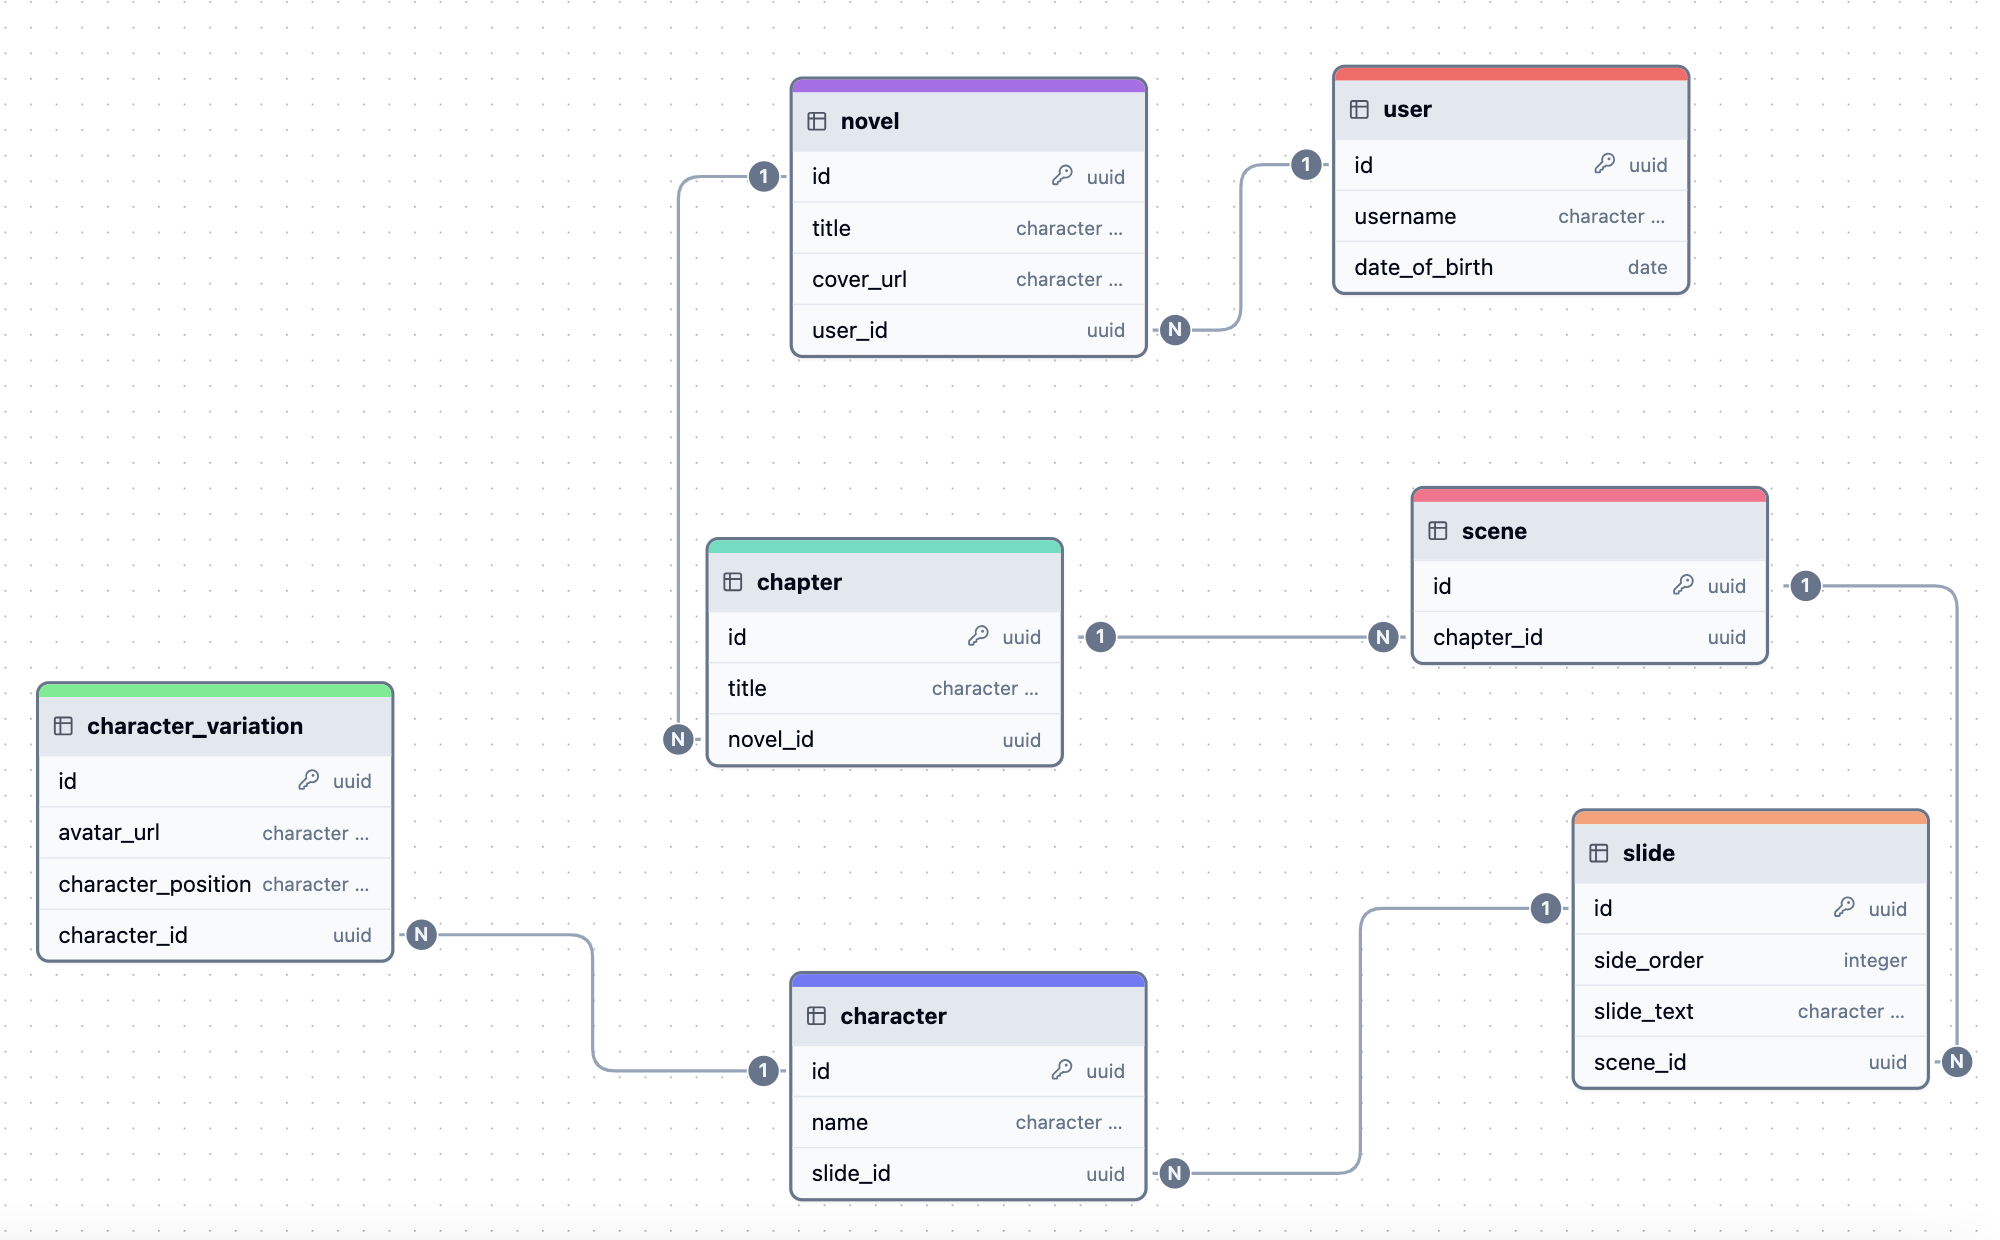 novel
id uuid
title character ...
cover_url character ...
user_id uuid
user
id uuid
username character ...
date_of_birth date
1
1
N
scene
id uuid
chapter_id uuid
chapter
id uuid
title character ...
novel_id uuid
1
N
1
N
character_variation
id uuid
avatar_url character ...
character_position character ...
character_id uuid
N
slide
id uuid
side_order integer
slide_text character ...
scene_id uuid
1
N
character
id uuid
name character ...
slide_id uuid
1
N